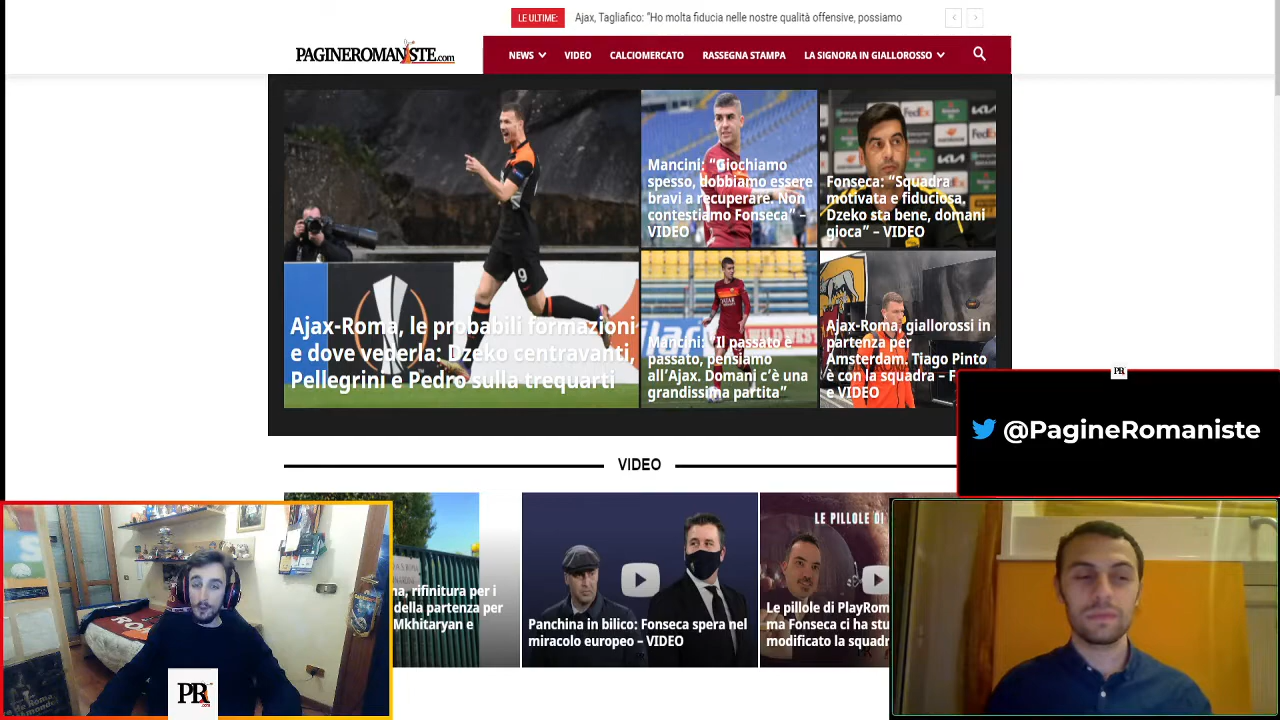 LE ULTIME:
Ajax, Tagliafico: “Ho molta fiducia nelle nostre qualità offensive, possiamo
PAGINEROMANISTE.com
NEWS
VIDEO
CALCIOMERCATO
RASSEGNA STAMPA
LA SIGNORA IN GIALLOROSSO
Ajax-Roma, le probabili formazioni
e dove vederla: Dzeko centravanti,
Pellegrini e Pedro sulla trequarti
9
Mancini: “Giochiamo
spesso, dobbiamo essere
bravi a recuperare. Non
contestiamo Fonseca” –
VIDEO
FedEx
Fonseca: “Squadra
motivata e fiduciosa.
Dzeko sta bene, domani
gioca” – VIDEO
Mancini: “Il passato è
passato, pensiamo
all’Ajax. Domani c’è una
grandissima partita”
Ajax-Roma, giallorossi in
partenza per
Amsterdam. Tiago Pinto
è con la squadra – F
e VIDEO
PR
@PagineRomaniste
VIDEO
na, rifinitura per i
della partenza per
Mkhitaryan e
Panchina in bilico: Fonseca spera nel
miracolo europeo – VIDEO
LE PILLOLE DI
Le pillole di PlayRom
ma Fonseca ci ha stu
modificato la squadr
PR
.com